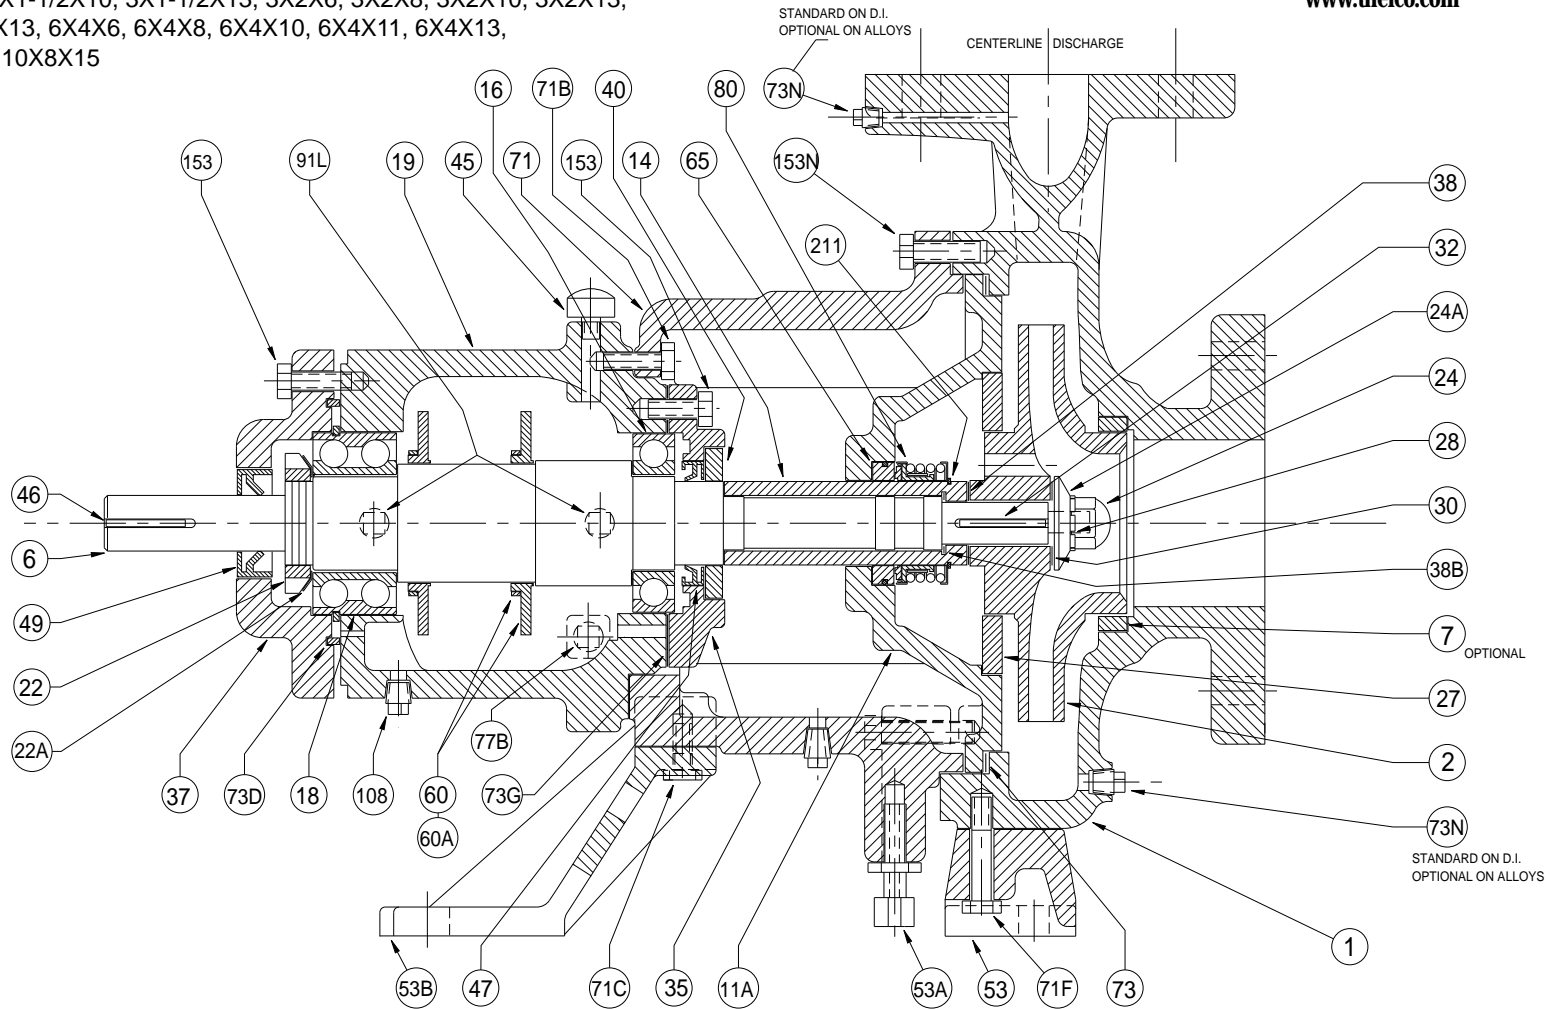 X1-1/2X10, 3X1-1/2X13, 3X2X6, 3X2X8, 3X2X10, 3X2X13,
X13, 6X4X6, 6X4X8, 6X4X10, 6X4X11, 6X4X13,
10X8X15
STANDARD ON D.I.
OPTIONAL ON ALLOYS
CENTERLINE DISCHARGE
16
71B
40
80
73N
153
91L
19
45
71
153
14
65
153N
38
211
32
24A
24
28
46
6
30
38B
49
7
OPTIONAL
22
27
22A
77B
2
37
73D
18
108
60
73G
60A
73N
STANDARD ON D.I.
OPTIONAL ON ALLOYS
1
53B
47
71C
35
11A
53A
53
71F
73